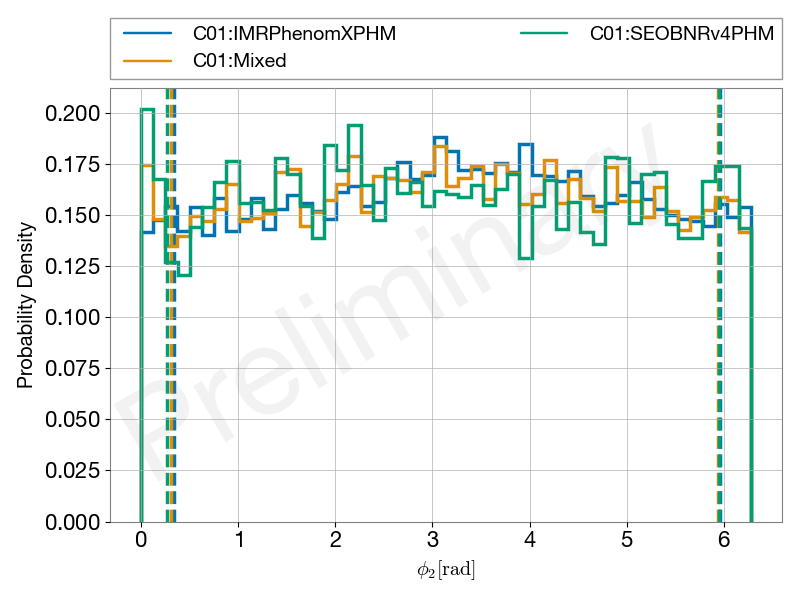 C01:IMRPhenomXPHM
C01:Mixed
C01:SEOBNRv4PHM
Probability Density
0.200
0.175
0.150
0.125
0.100
0.075
0.050
0.025
0.000
Preliminary
0 1 2 3 4 5 6
ϕ₂[rad]